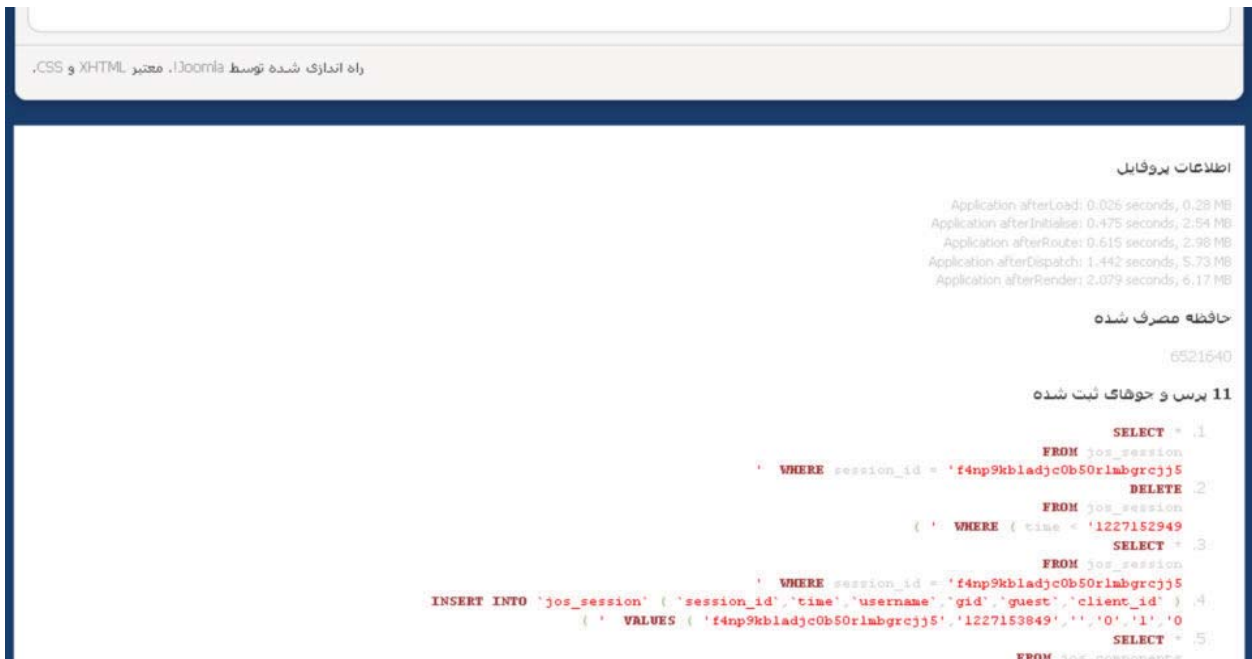 راه اندازی شده توسط Joomla!. معتبر XHTML و CSS.
اطلاعات پروفایل
Application afterLoad: 0.026 seconds, 0.28 MB
Application afterInitialise: 0.475 seconds, 2.54 MB
Application afterRoute: 0.615 seconds, 2.98 MB
Application afterDispatch: 1.442 seconds, 5.73 MB
Application afterRender: 2.079 seconds, 6.17 MB
حافظه مصرف شده
6521640
11 پرس و جوهای ثبت شده
1. SELECT *
FROM jos_session
WHERE session_id = 'f4np9kbladjc0b50rlmbgrcjj5'
2. DELETE
FROM jos_session
WHERE ( time < '1227152949' )
3. SELECT *
FROM jos_session
WHERE session_id = 'f4np9kbladjc0b50rlmbgrcjj5'
4. INSERT INTO `jos_session` ( `session_id`,`time`,`username`,`gid`,`guest`,`client_id` )
VALUES ( 'f4np9kbladjc0b50rlmbgrcjj5','1227153849','','0','1','0' )
5. SELECT *
FROM jos_components